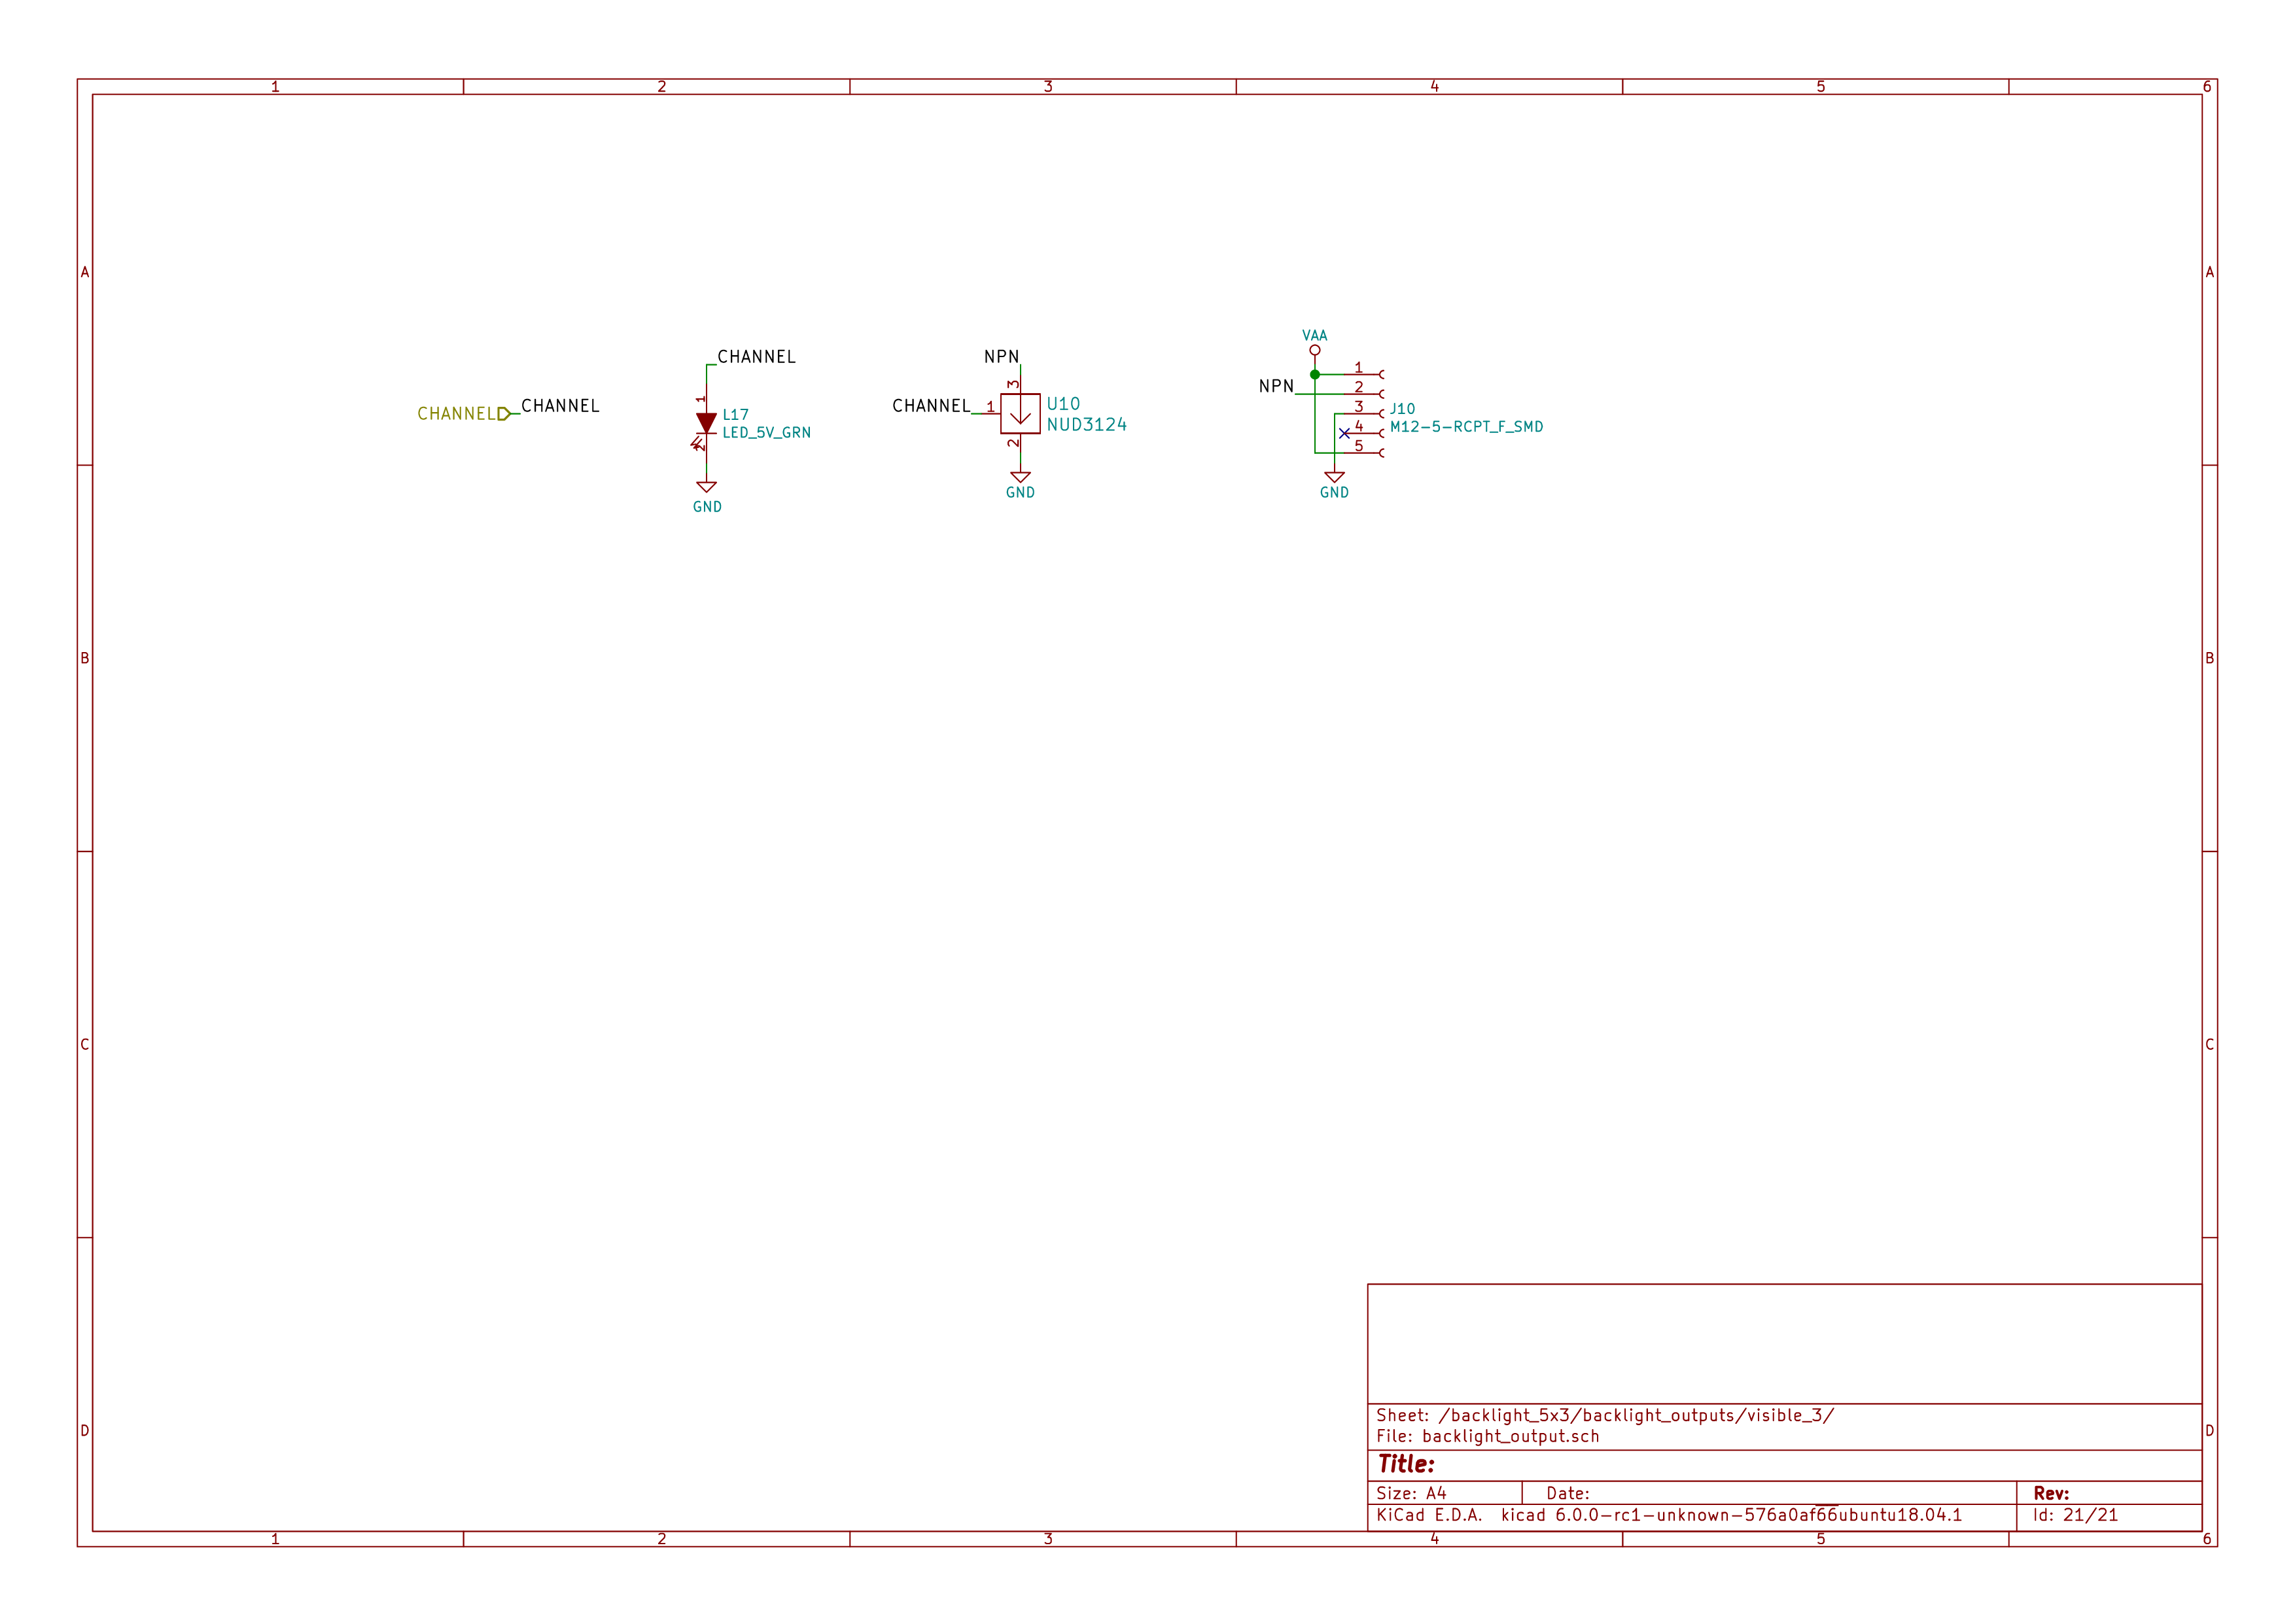 1 2 3 4 5 6
A A
VAA
CHANNEL NPN 1
NPN 2
1 3
CHANNEL CHANNEL CHANNEL 1 U10 3 J10
L17 NUD3124 4 M12-5-RCPT_F_SMD
LED_5V_GRN
2 2 5
GND GND
GND
B B
C C
Sheet: /backlight_5x3/backlight_outputs/visible_3/
File: backlight_output.sch
D D
Title:
Size: A4 Date: Rev:
KiCad E.D.A. kicad 6.0.0-rc1-unknown-576a0af66ubuntu18.04.1 Id: 21/21
1 2 3 4 5 6